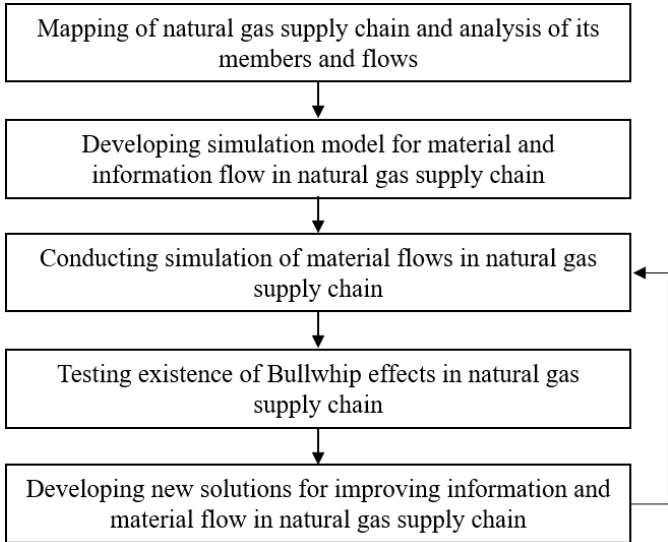 Mapping of natural gas supply chain and analysis of its
members and flows
Developing simulation model for material and
information flow in natural gas supply chain
Conducting simulation of material flows in natural gas
supply chain
Testing existence of Bullwhip effects in natural gas
supply chain
Developing new solutions for improving information and
material flow in natural gas supply chain